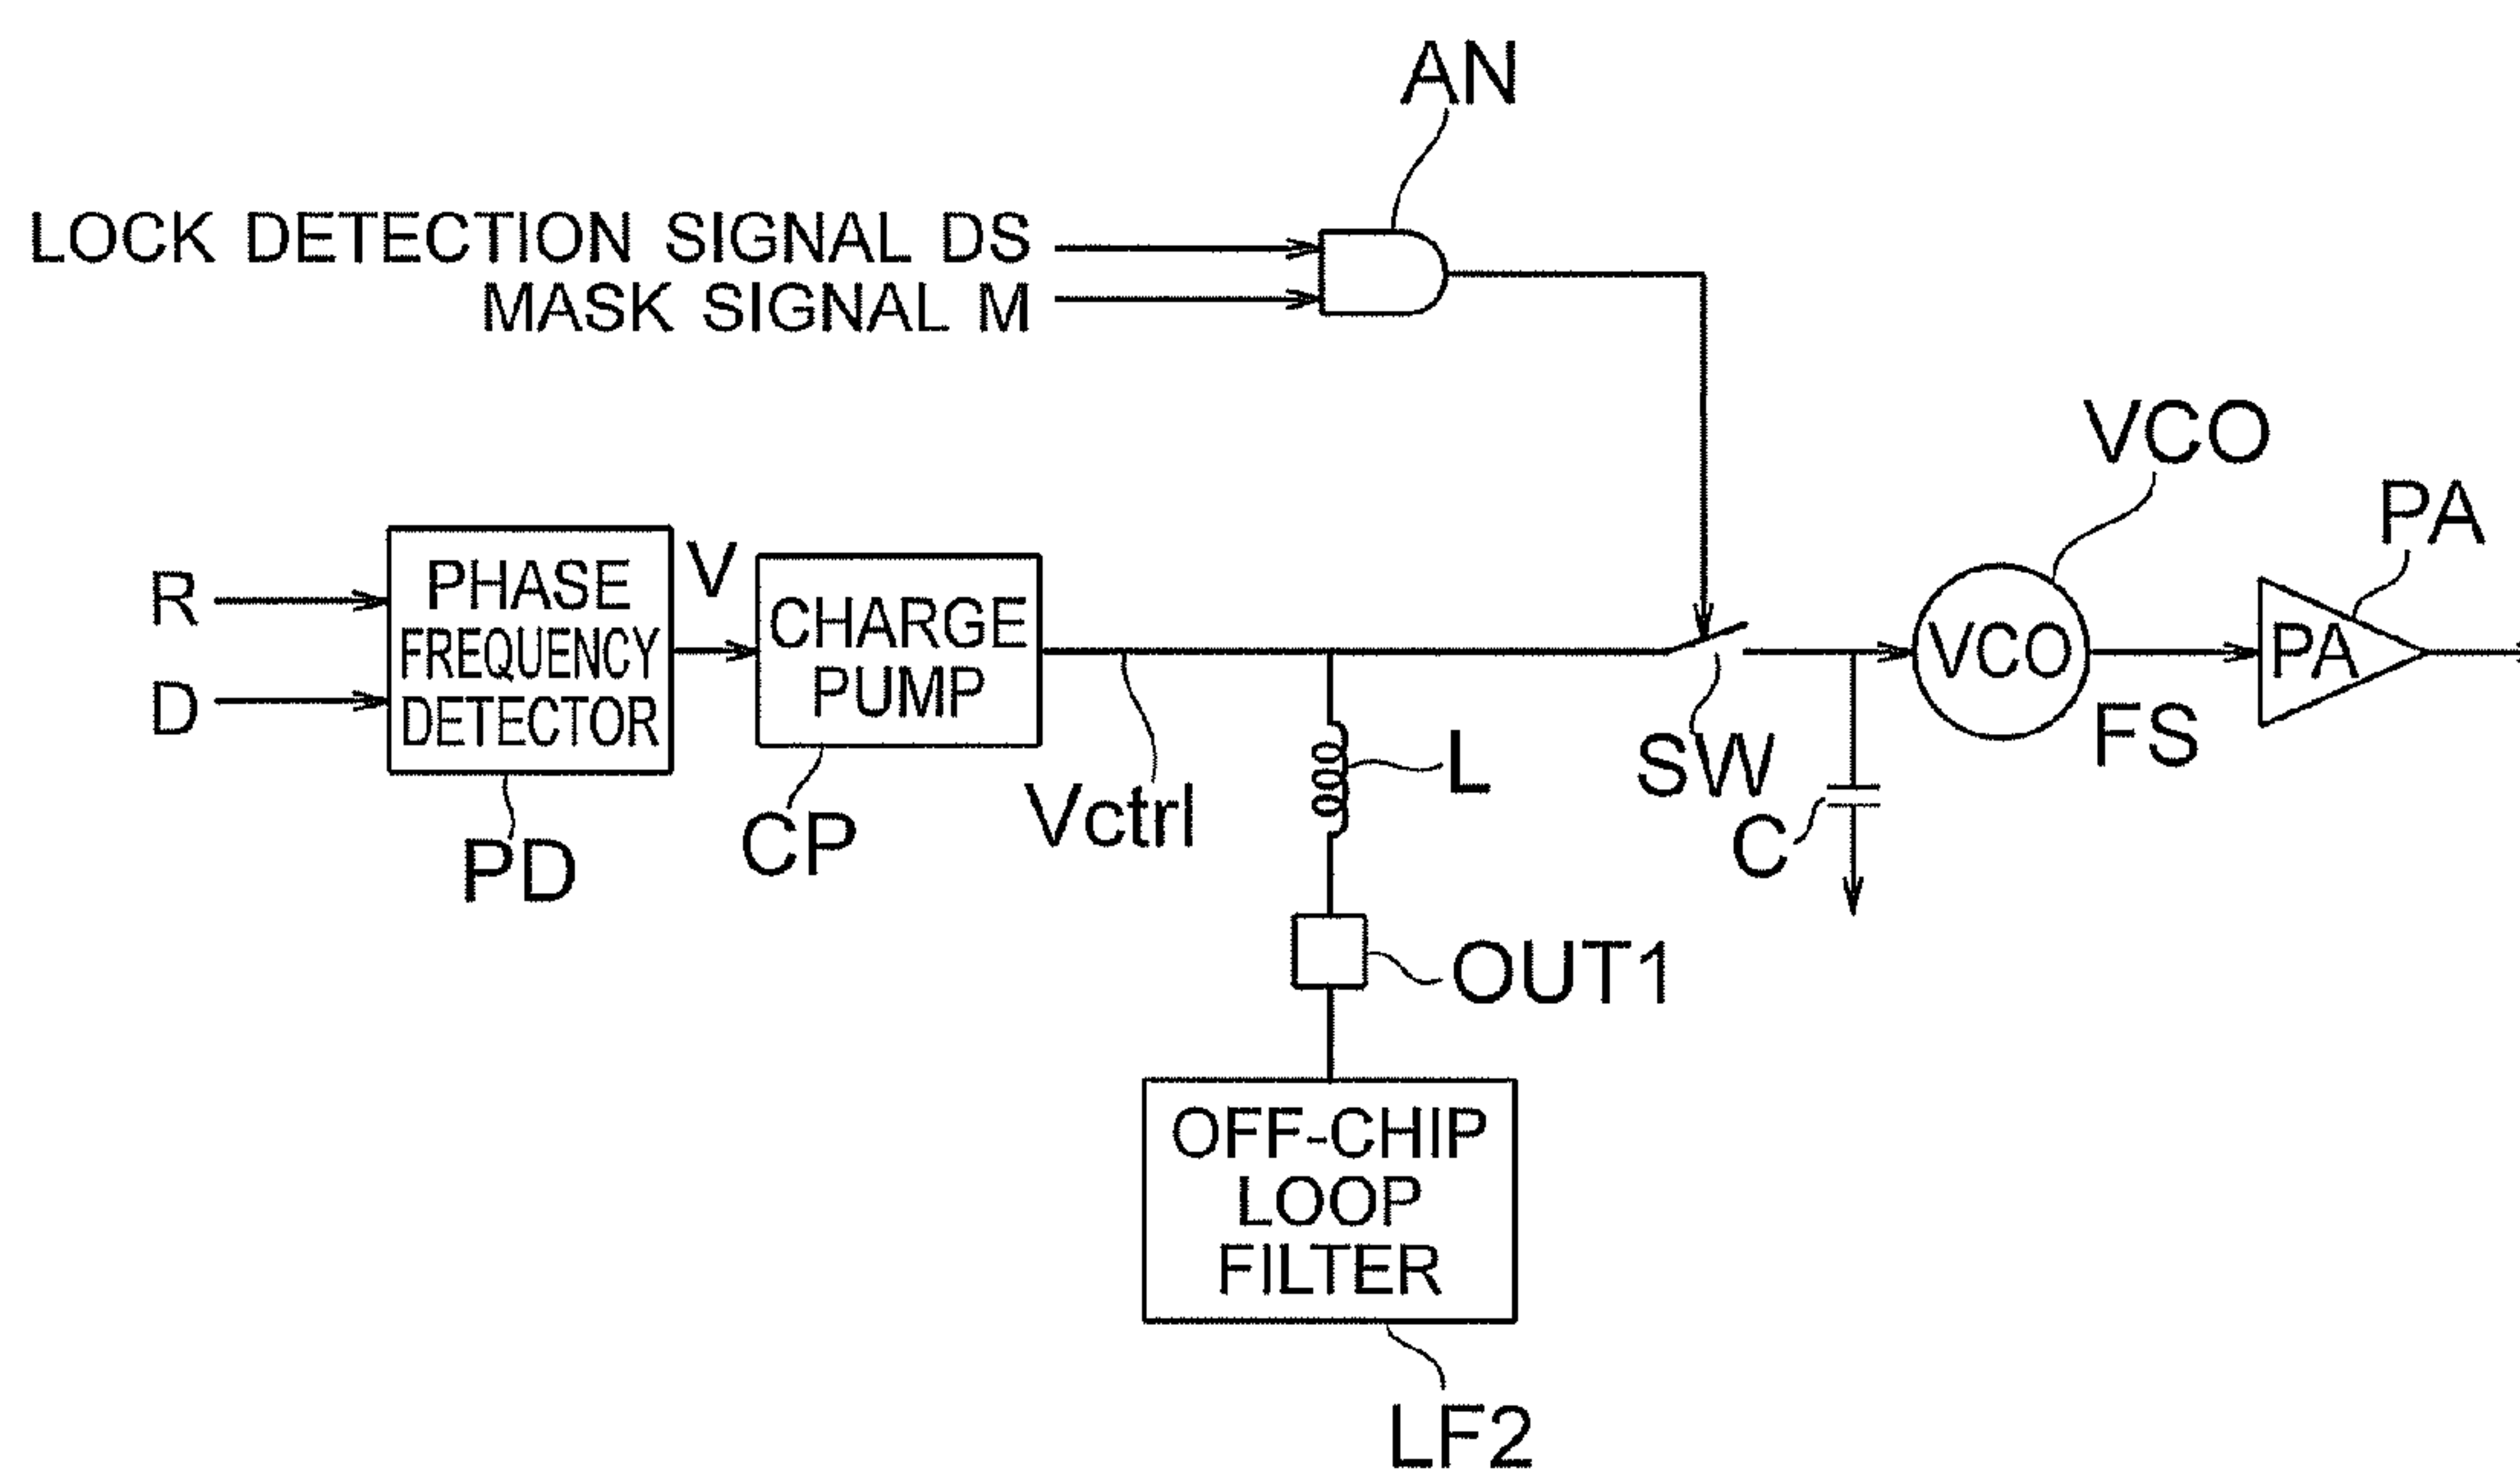 AN
LOCK DETECTION SIGNAL DS
MASK SIGNAL M
VCO
PA
R
D
PHASE
FREQUENCY
DETECTOR
V
CHARGE
PUMP
VCO
PA
FS
PD
CP
Vctrl
L
SW
C
OUT1
OFF-CHIP
LOOP
FILTER
LF2